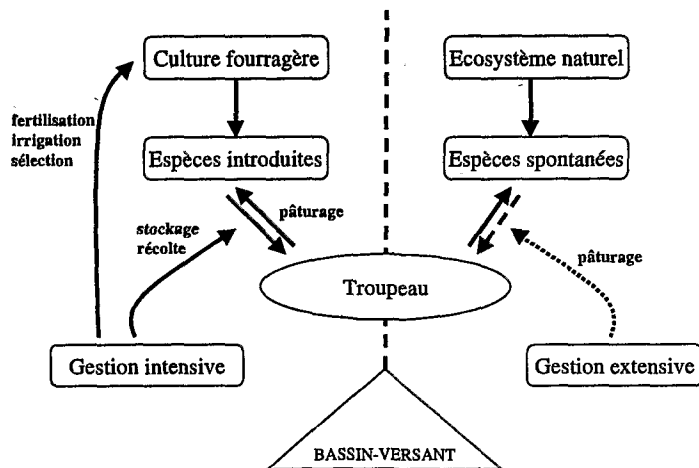 Culture fourragère
Ecosystème naturel
fertilisation
irrigation
sélection
Espèces introduites
Espèces spontanées
pâturage
stockage
récolte
pâturage
Troupeau
Gestion intensive
Gestion extensive
BASSIN-VERSANT